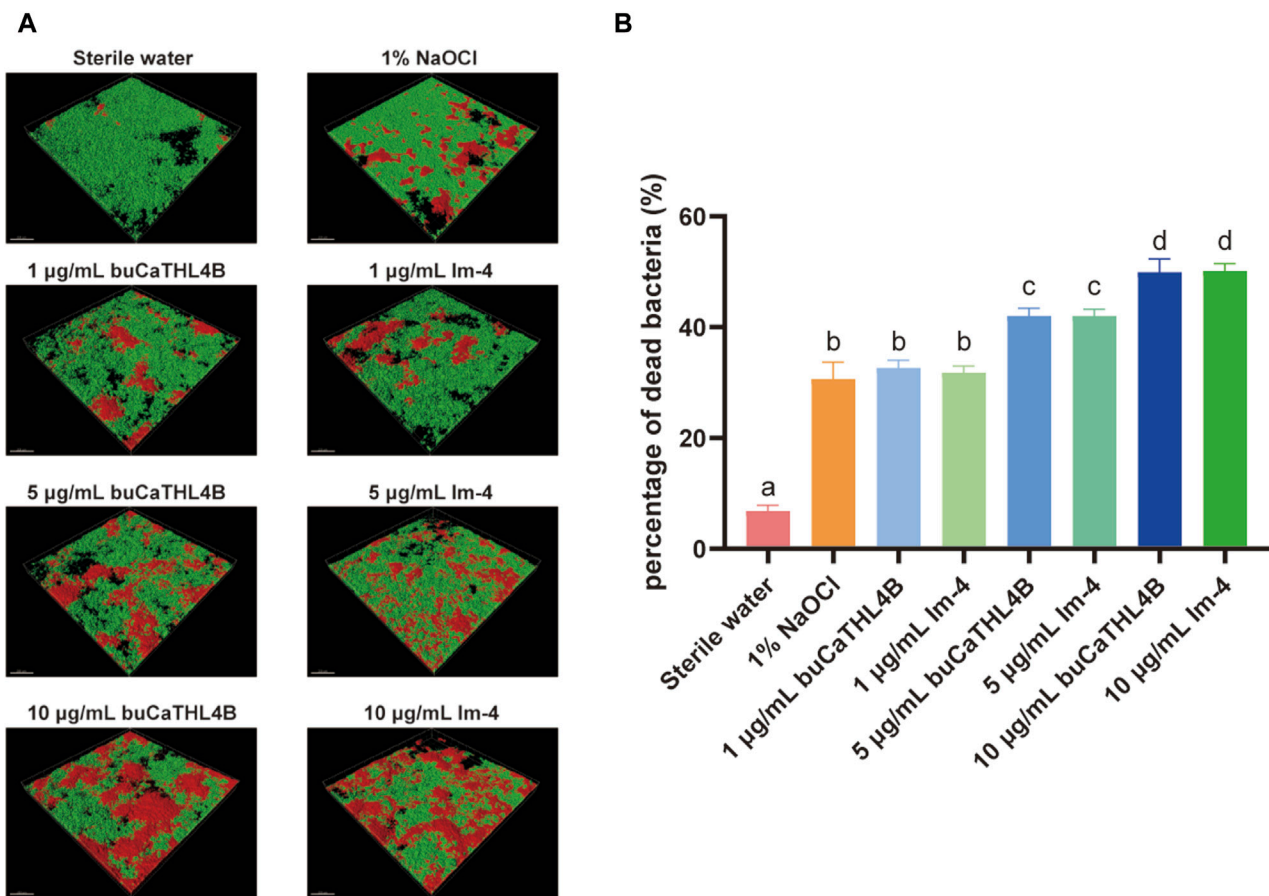 A
B
Sterile water
1% NaOCl
1 µg/mL buCaTHL4B
1 µg/mL Im-4
5 µg/mL buCaTHL4B
5 µg/mL Im-4
10 µg/mL buCaTHL4B
10 µg/mL Im-4
percentage of dead bacteria (%)
60
40
20
0
a
b
b
b
c
c
d
d
Sterile water
1% NaOCl
1 µg/mL buCaTHL4B
1 µg/mL Im-4
5 µg/mL buCaTHL4B
5 µg/mL Im-4
10 µg/mL buCaTHL4B
10 µg/mL Im-4